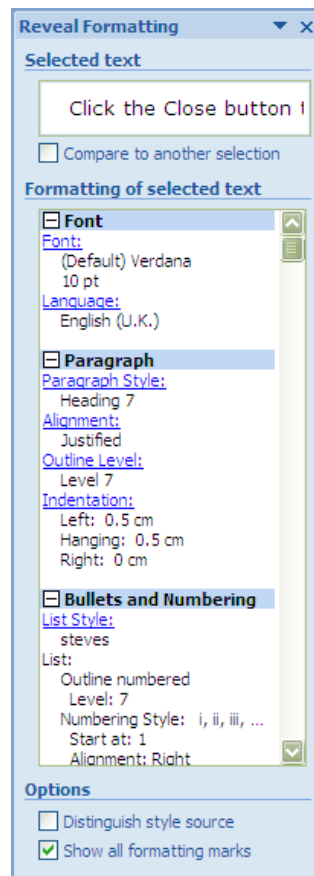 Reveal Formatting
Selected text
Click the Close button t
Compare to another selection
Formatting of selected text
Font
Font:
(Default) Verdana
10 pt
Language:
English (U.K.)
Paragraph
Paragraph Style:
Heading 7
Alignment:
Justified
Outline Level:
Level 7
Indentation:
Left: 0.5 cm
Hanging: 0.5 cm
Right: 0 cm
Bullets and Numbering
List Style:
steves
List:
Outline numbered
Level: 7
Numbering Style: i, ii, iii, ...
Start at: 1
Alignment: Right
Options
Distinguish style source
Show all formatting marks